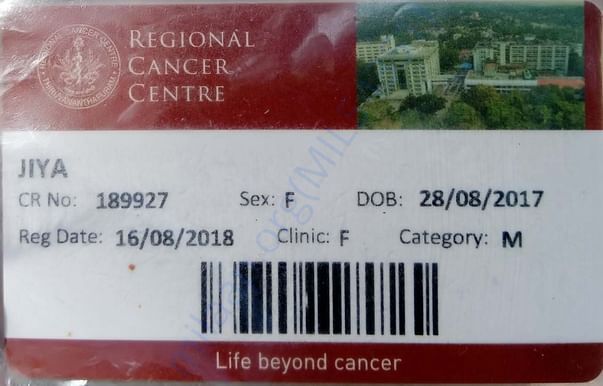 REGIONAL
CANCER
CENTRE
JIYA
CR No: 189927 Sex: F DOB: 28/08/2017
Reg Date: 16/08/2018 Clinic: F Category: M
Life beyond cancer